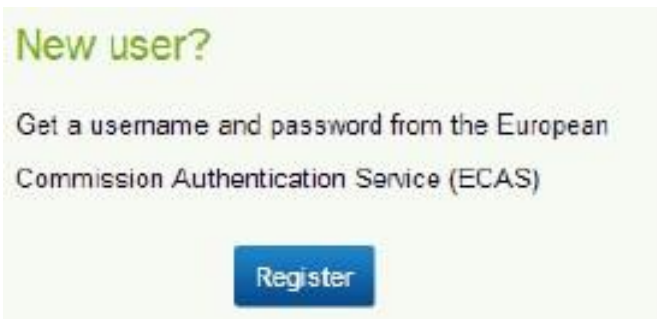 New user?
Get a username and password from the European
Commission Authentication Service (ECAS)
Register